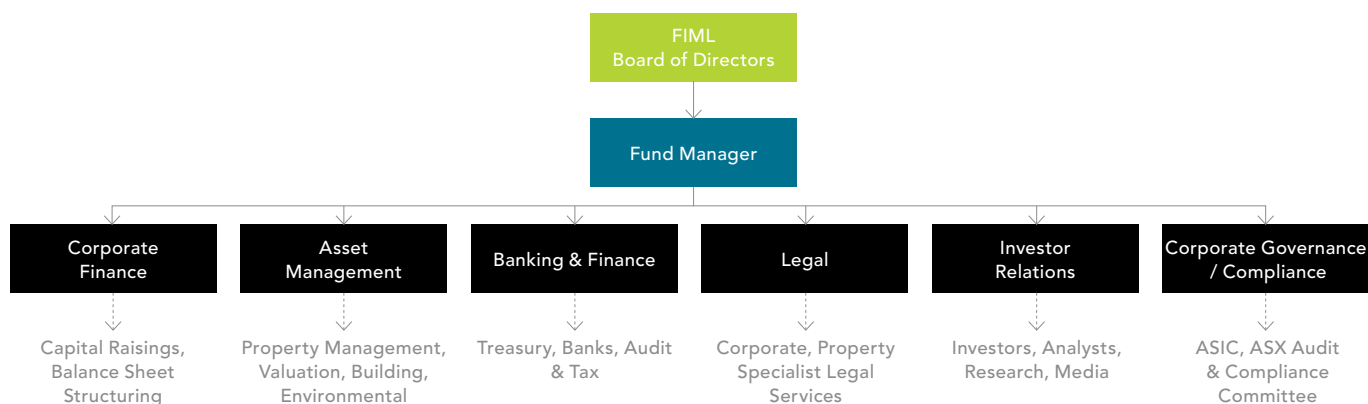 FIML
Board of Directors
Fund Manager
Corporate
Finance
Asset
Management
Banking & Finance
Legal
Investor
Relations
Corporate Governance
/ Compliance
Capital Raisings,
Balance Sheet
Structuring
Property Management,
Valuation, Building,
Environmental
Treasury, Banks, Audit
& Tax
Corporate, Property
Specialist Legal
Services
Investors, Analysts,
Research, Media
ASIC, ASX Audit
& Compliance
Committee